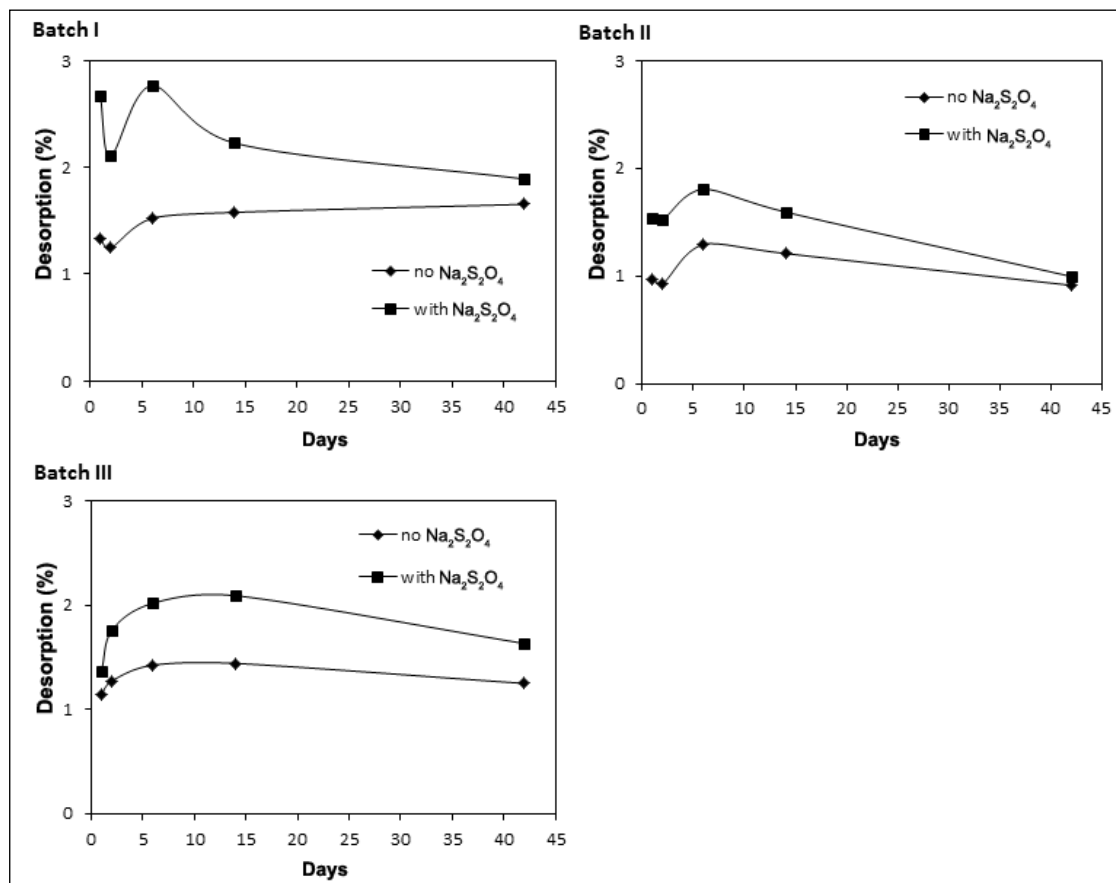 Batch I
3
2
1
0
Desorption (%)
no Na₂S₂O₄
with Na₂S₂O₄
0 5 10 15 20 25 30 35 40 45
Days
Batch II
3
2
1
0
Desorption (%)
no Na₂S₂O₄
with Na₂S₂O₄
0 5 10 15 20 25 30 35 40 45
Days
Batch III
3
2
1
0
Desorption (%)
no Na₂S₂O₄
with Na₂S₂O₄
0 5 10 15 20 25 30 35 40 45
Days